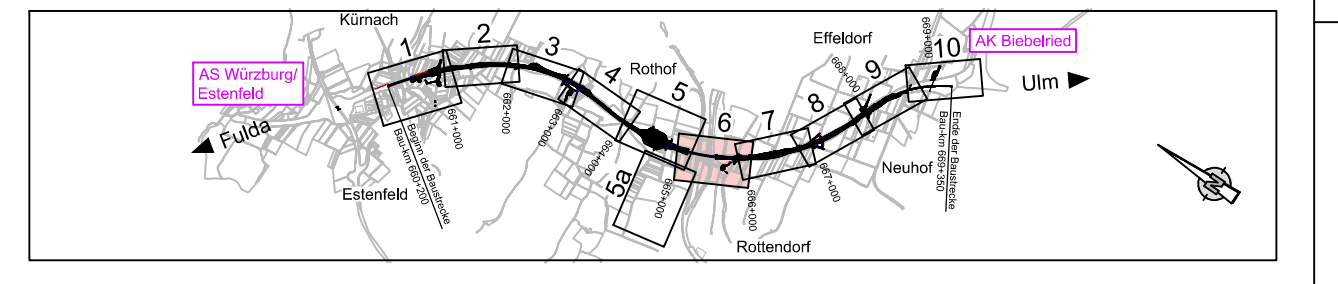 Kürnach
AS Würzburg/
Estenfeld
Fulda
Estenfeld
1
2
3
4
5
5a
6
7
8
9
10
Rothof
Effeldorf
AK Biebelried
Ulm
Neuhof
Rottendorf
Beginn der Baustrecke
Bau-km 660+200
661+000
662+000
663+000
664+000
665+000
666+000
667+000
668+000
669+000
Ende der Baustrecke
Bau-km 669+350
N